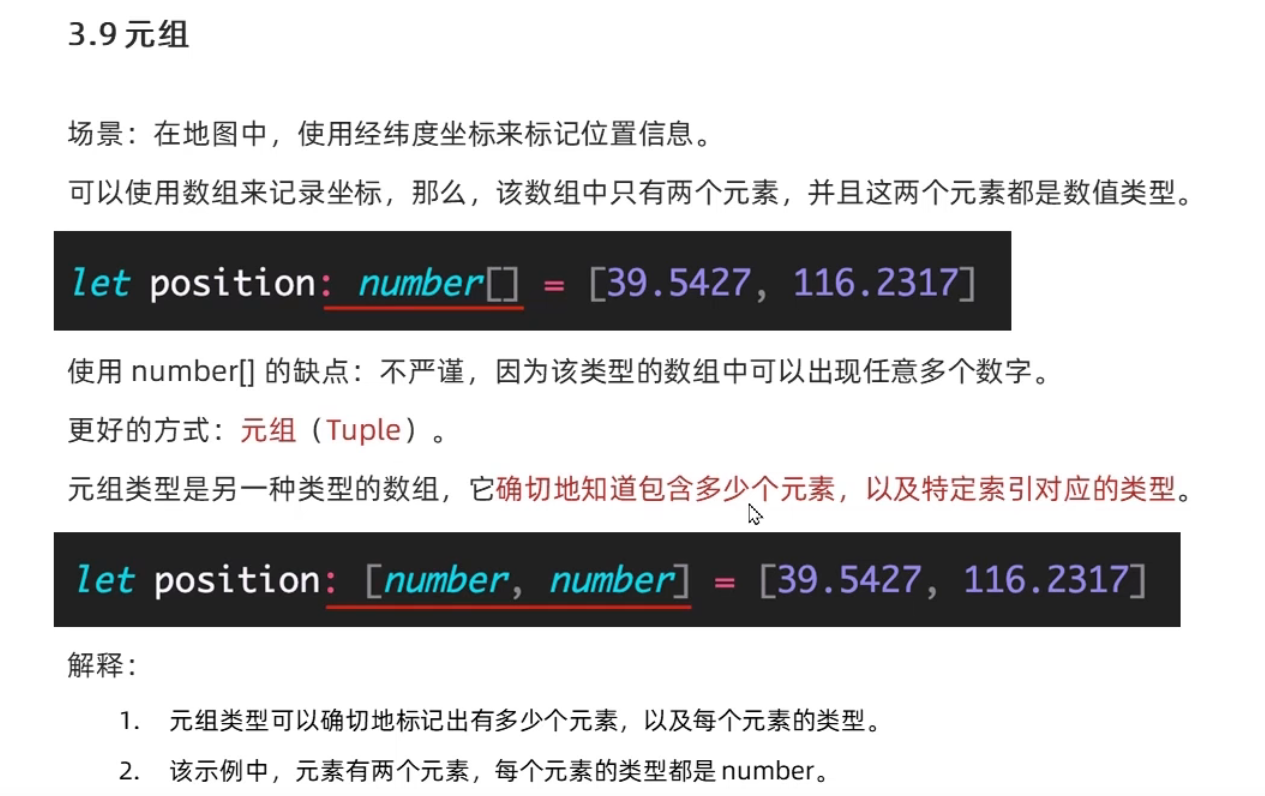 3.9 元组
场景：在地图中，使用经纬度坐标来标记位置信息。
可以使用数组来记录坐标，那么，该数组中只有两个元素，并且这两个元素都是数值类型。
let position: number[] = [39.5427, 116.2317]
使用 number[] 的缺点：不严谨，因为该类型的数组中可以出现任意多个数字。
更好的方式：元组（Tuple）。
元组类型是另一种类型的数组，它确切地知道包含多少个元素，以及特定索引对应的类型。
let position: [number, number] = [39.5427, 116.2317]
解释：
1. 元组类型可以确切地标记出有多少个元素，以及每个元素的类型。
2. 该示例中，元素有两个元素，每个元素的类型都是 number。